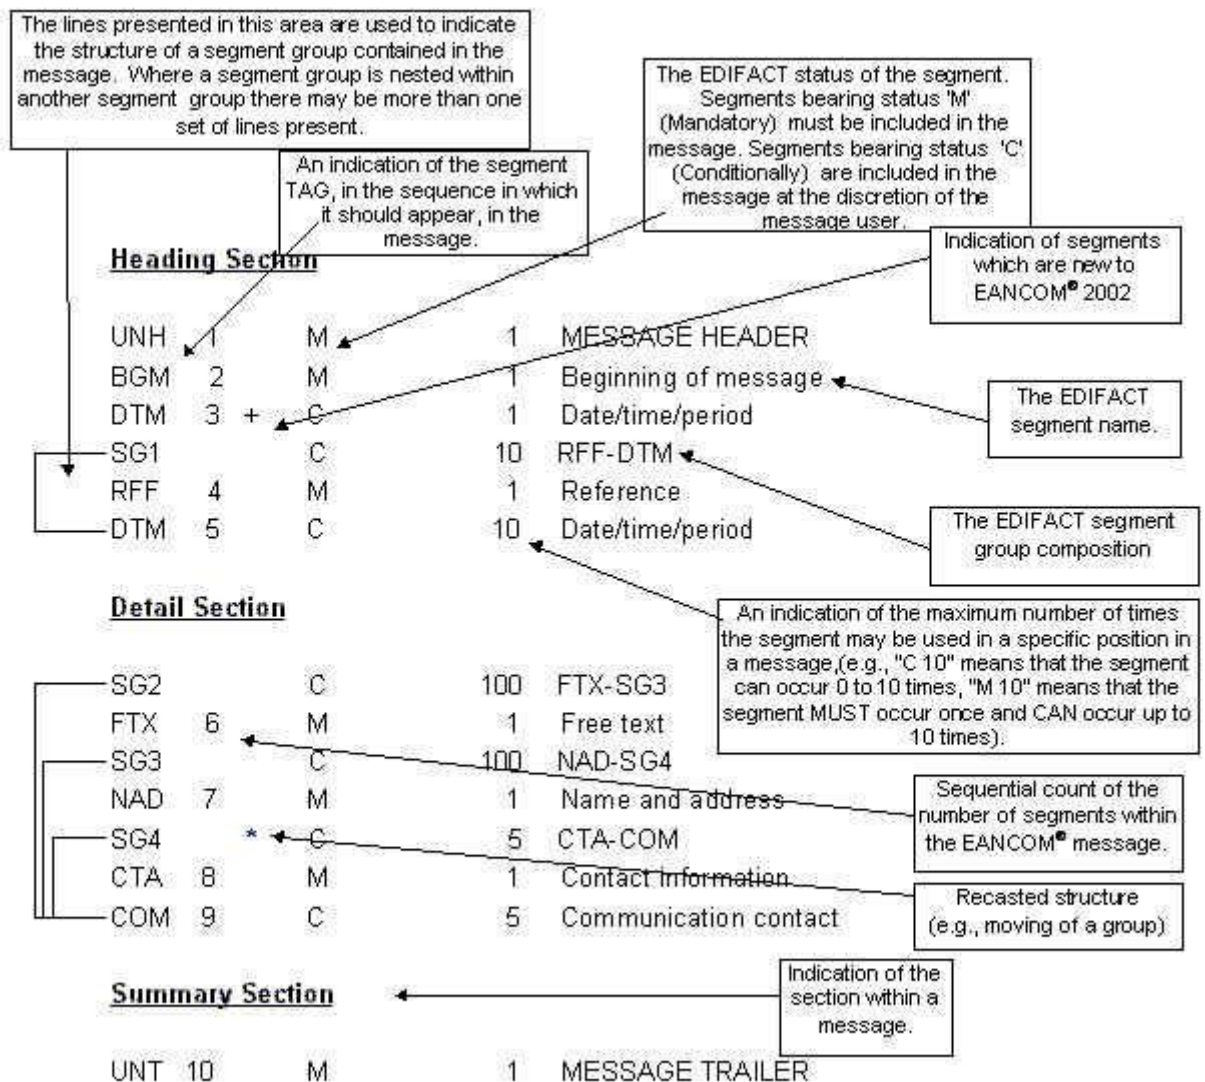 The lines presented in this area are used to indicate
the structure of a segment group contained in the
message. Where a segment group is nested within
another segment group there may be more than one
set of lines present.
The EDIFACT status of the segment.
Segments bearing status 'M'
(Mandatory) must be included in the
message. Segments bearing status 'C'
(Conditionally) are included in the
message at the discretion of the
message user.
An indication of the segment
TAG, in the sequence in which
it should appear, in the
message.
Indication of segments
which are new to
EANCOM® 2002
Heading Section
UNH 1 M 1 MESSAGE HEADER
BGM 2 M 1 Beginning of message
DTM 3 + C 1 Date/time/period
SG1 C 10 RFF-DTM
RFF 4 M 1 Reference
DTM 5 C 10 Date/time/period
The EDIFACT
segment name.
The EDIFACT segment
group composition
An indication of the maximum number of times
the segment may be used in a specific position in
a message,(e.g., "C 10" means that the segment
can occur 0 to 10 times, "M 10" means that the
segment MUST occur once and CAN occur up to
10 times).
Detail Section
SG2 C 100 FTX-SG3
FTX 6 M 1 Free text
SG3 C 100 NAD-SG4
NAD 7 M 1 Name and address
SG4 * C 5 CTA-COM
CTA 8 M 1 Contact Information
COM 9 C 5 Communication contact
Sequential count of the
number of segments within
the EANCOM® message.
Recasted structure
(e.g., moving of a group)
Indication of the
section within a
message.
Summary Section
UNT 10 M 1 MESSAGE TRAILER